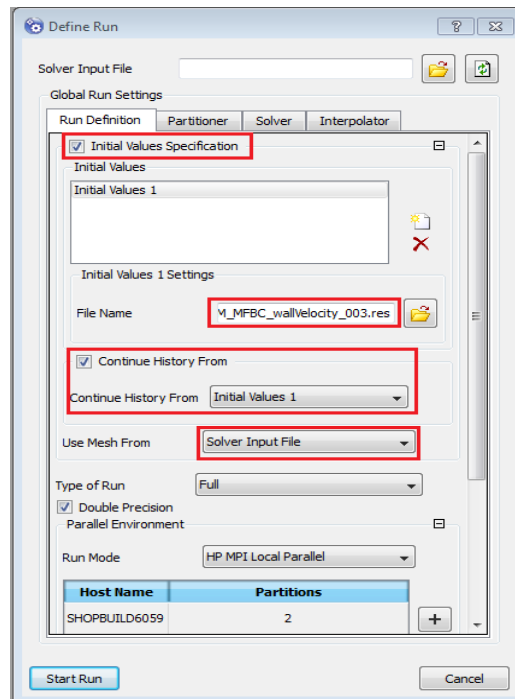 Define Run
Solver Input File
Global Run Settings
Run Definition Partitioner Solver Interpolator
Initial Values Specification
Initial Values
Initial Values 1
Initial Values 1 Settings
File Name M_MFBC_wallVelocity_003.res
Continue History From
Continue History From Initial Values 1
Use Mesh From Solver Input File
Type of Run Full
Double Precision
Parallel Environment
Run Mode HP MPI Local Parallel
Host Name Partitions
SHOPBUILD6059 2
Start Run Cancel